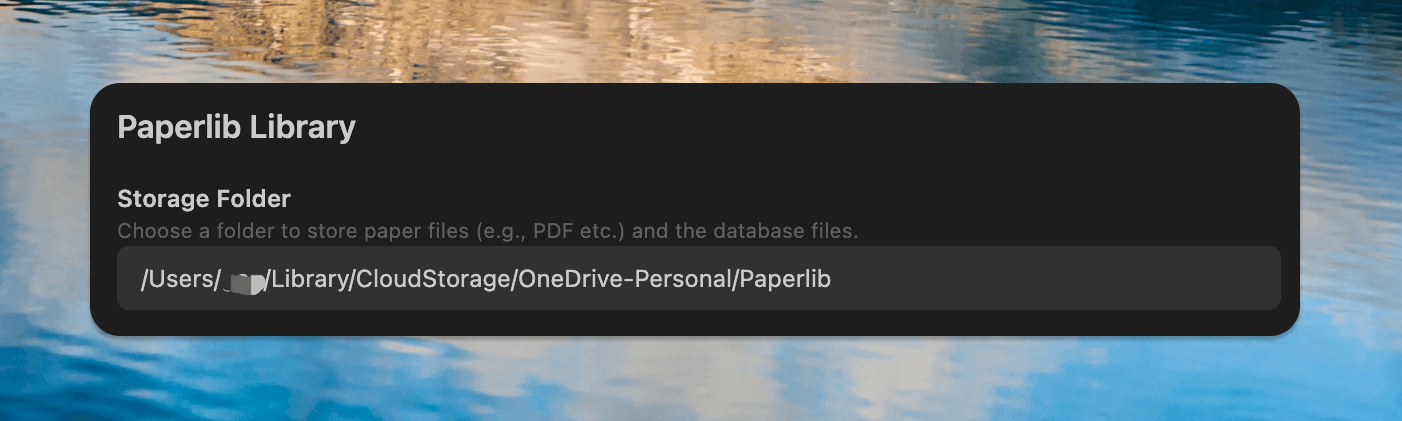 Paperlib Library
Storage Folder
Choose a folder to store paper files (e.g., PDF etc.) and the database files.
/Users/ /Library/CloudStorage/OneDrive-Personal/Paperlib